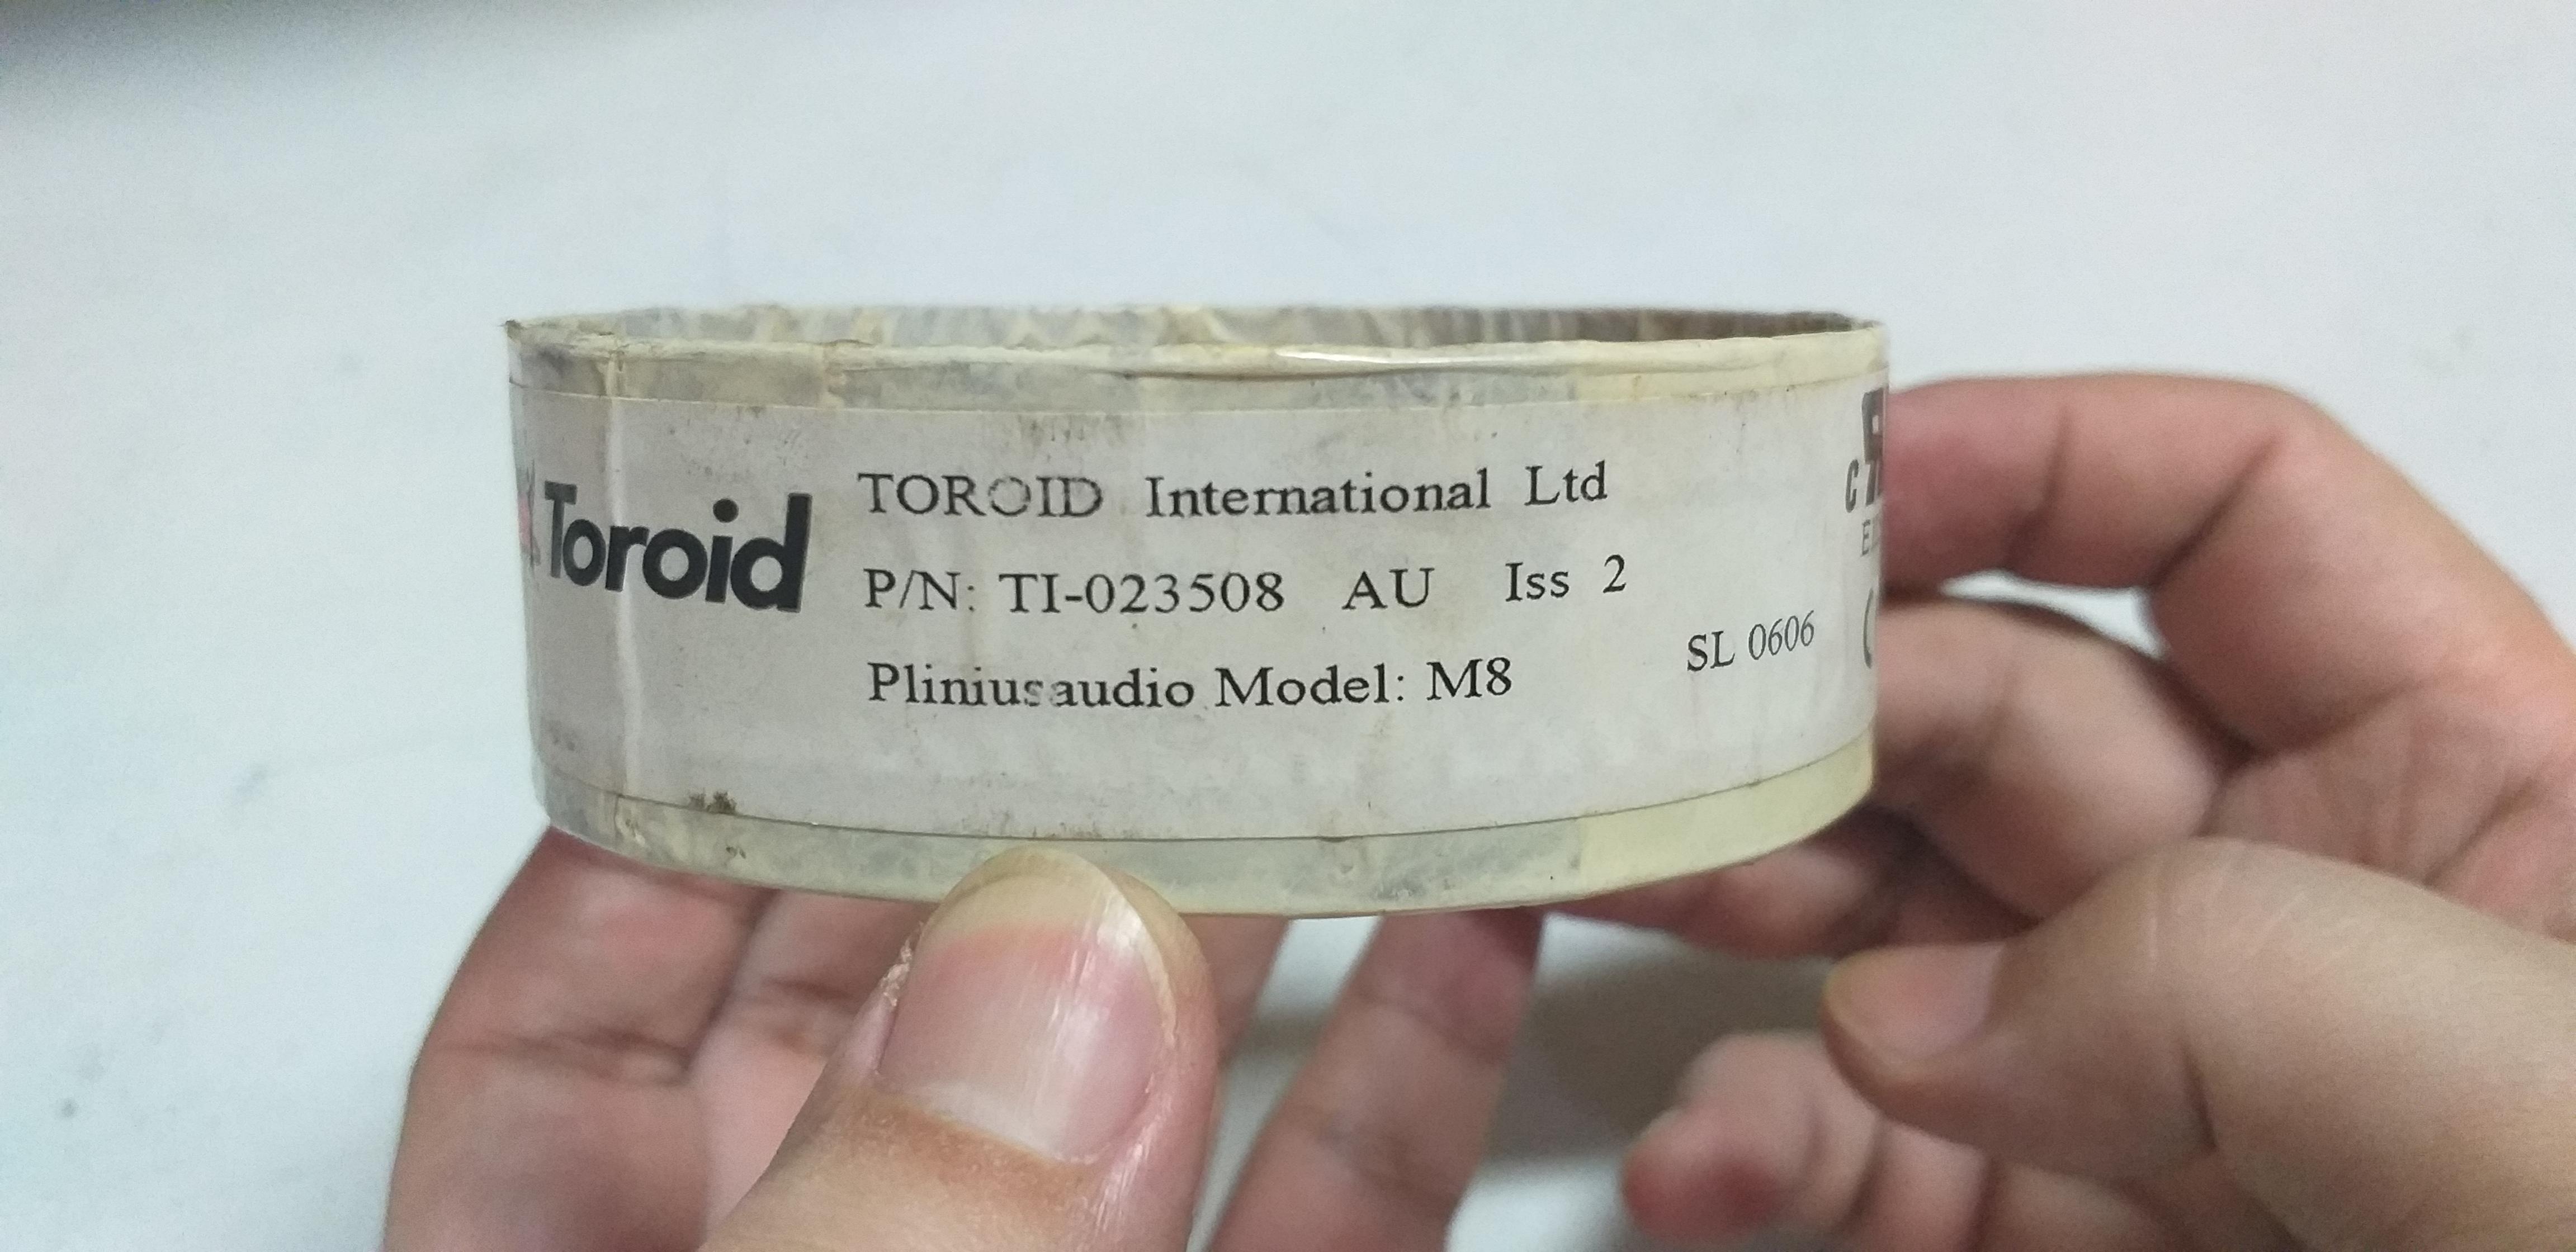 Toroid
TOROID International Ltd
P/N: TI-023508 AU Iss 2
SL 0606
Pliniusaudio Model: M8